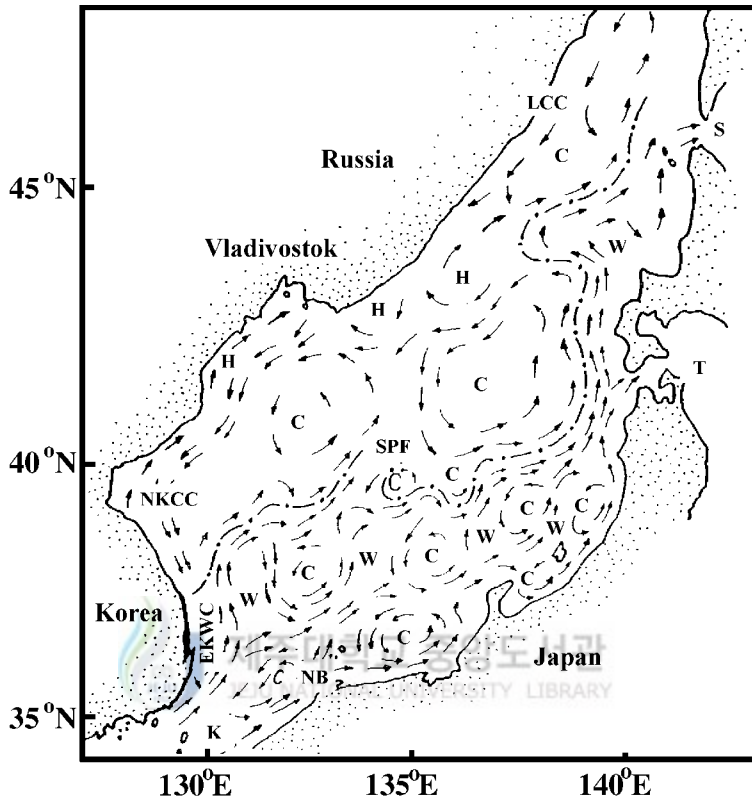 LCC
S
C
Russia
45°N
Vladivostok
W
H
H
H
C
T
C
SPF
40°N
C
C
NKCC
C
C
W
W
W
C
C
W
C
Korea
EKWC
C
제주대학교 중앙도서관
Japan
C
NB
JEJU NATIONAL UNIVERSITY LIBRARY
35°N
K
130°E
135°E
140°E